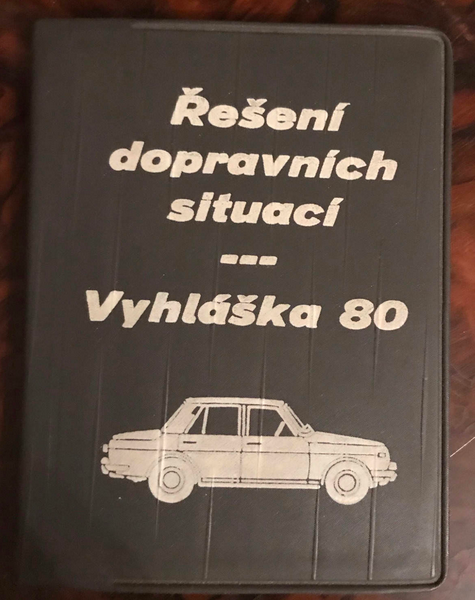 Řešení
dopravních
situací
---
Vyhláška 80